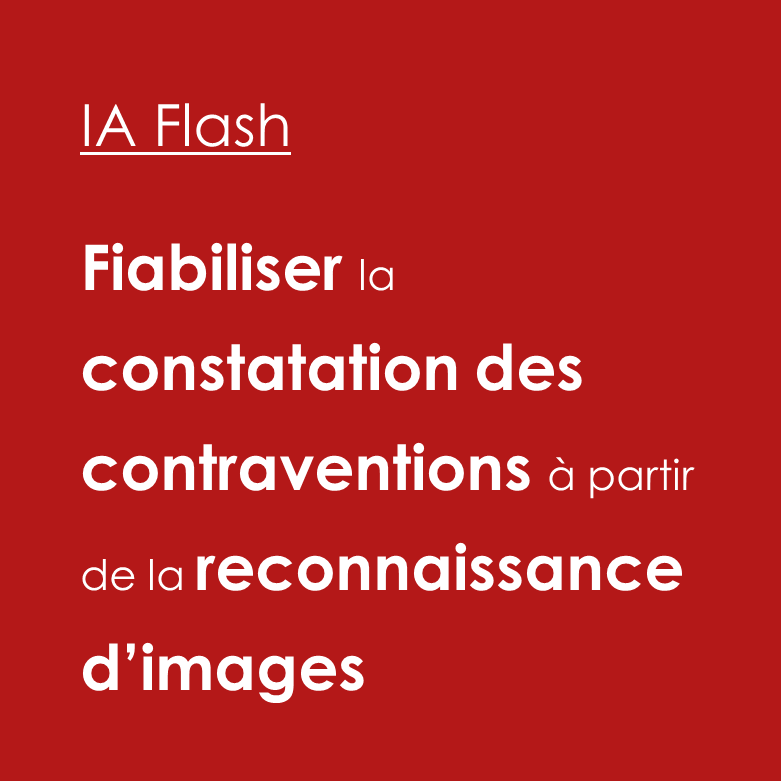 IA Flash
Fiabiliser la
constatation des
contraventions à partir
de la reconnaissance
d’images